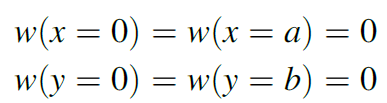 w(x = 0) = w(x = a) = 0
w(y = 0) = w(y = b) = 0